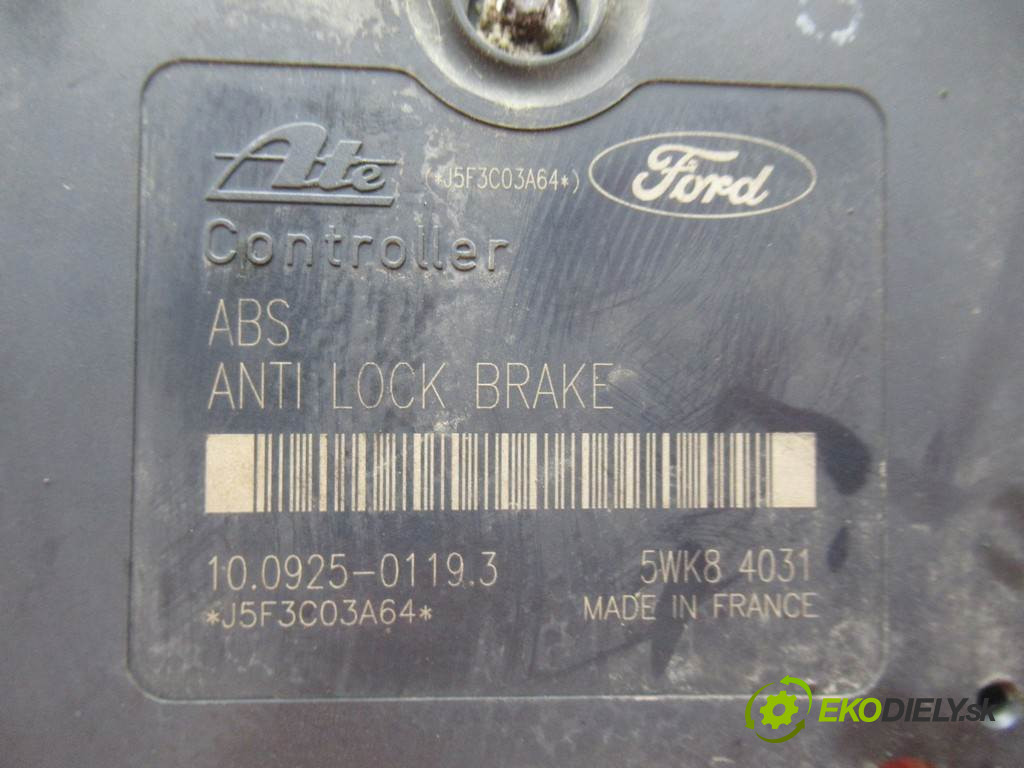 Ate (*J5F3C03A64*) Ford
Controller
ABS
ANTI LOCK BRAKE
10.0925-0119.3 5WK8 4031
*J5F3C03A64* MADE IN FRANCE
EKODIELY.sk